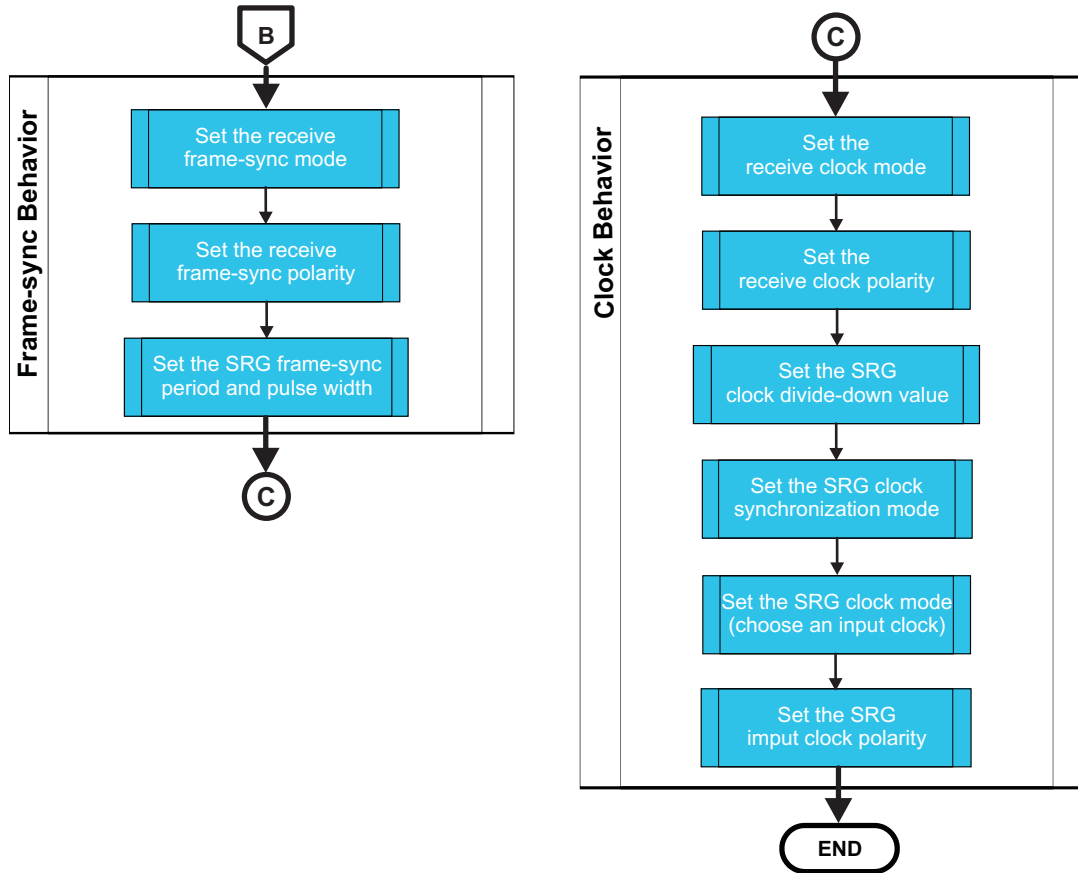 B
Frame-sync Behavior
Set the receive
frame-sync mode
Set the receive
frame-sync polarity
Set the SRG frame-sync
period and pulse width
C
C
Clock Behavior
Set the
receive clock mode
Set the
receive clock polarity
Set the SRG
clock divide-down value
Set the SRG clock
synchronization mode
Set the SRG clock mode
(choose an input clock)
Set the SRG
imput clock polarity
END